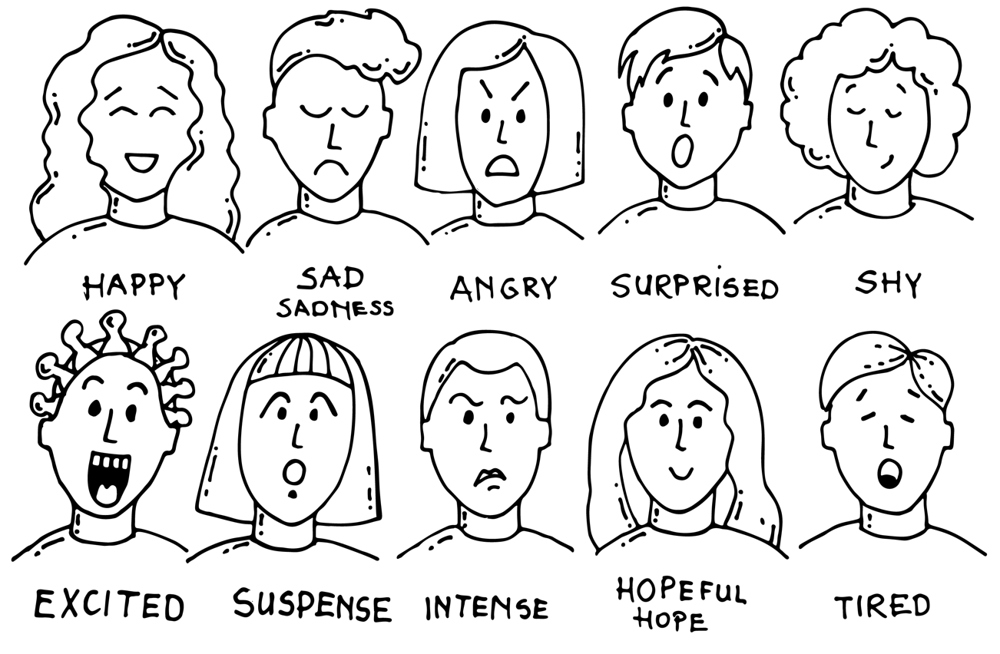 HAPPY
SAD
SADNESS
ANGRY
SURPRiSED
SHY
EXCITED
SUSPENSE
INTENSE
HOPEFUL
HOPE
TIRED